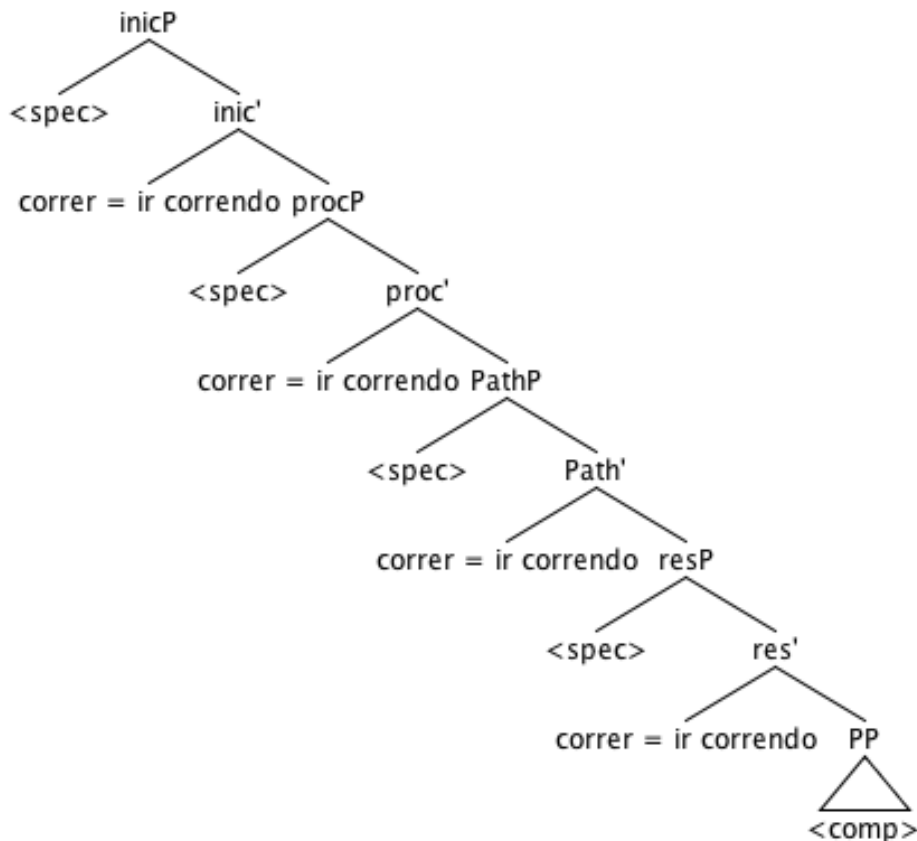 inicP
<spec> inic'
correr = ir correndo procP
<spec> proc'
correr = ir correndo PathP
<spec> Path'
correr = ir correndo resP
<spec> res'
correr = ir correndo PP
<comp>